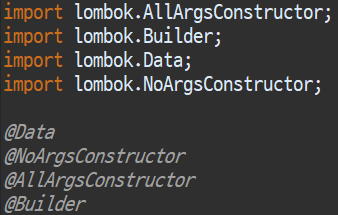 import lombok.AllArgsConstructor;
import lombok.Builder;
import lombok.Data;
import lombok.NoArgsConstructor;
@Data
@NoArgsConstructor
@AllArgsConstructor
@Builder